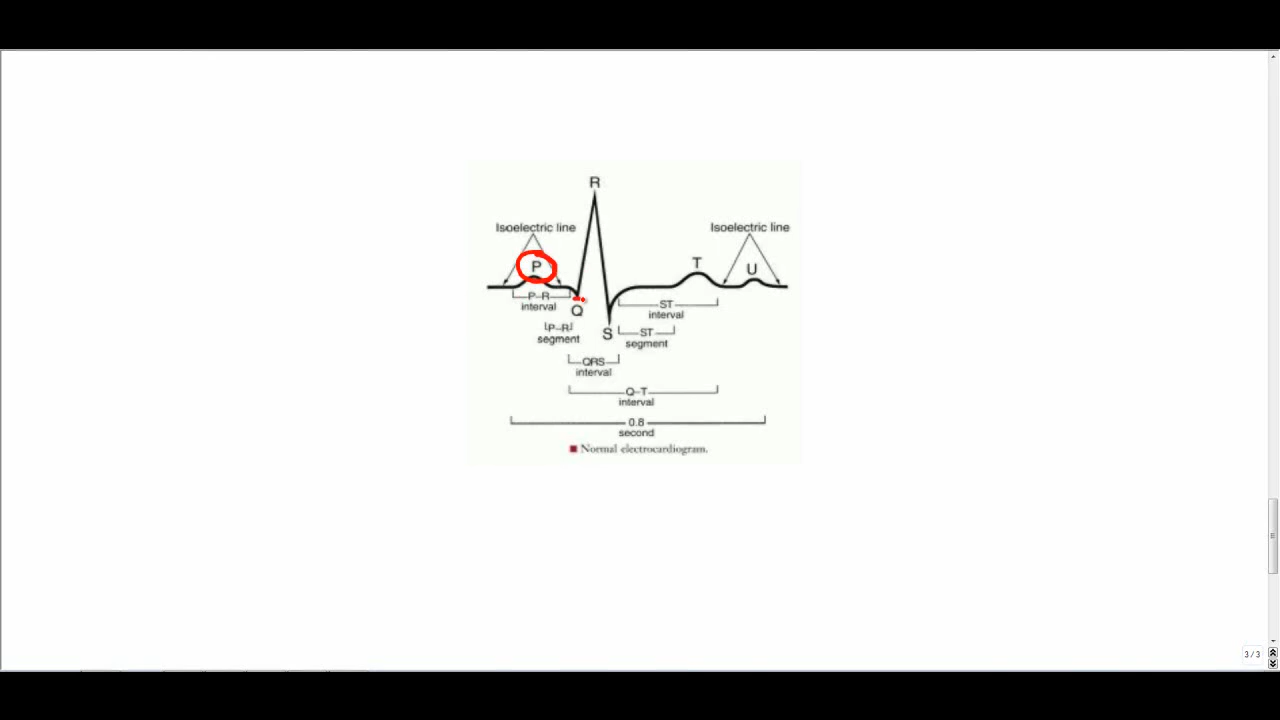 R
Isoelectric line
Isoelectric line
P
T
U
P–R
interval
Q
ST
interval
P–R
segment
S
ST
segment
QRS
interval
Q–T
interval
0.8
second
Normal electrocardiogram.
3 / 3